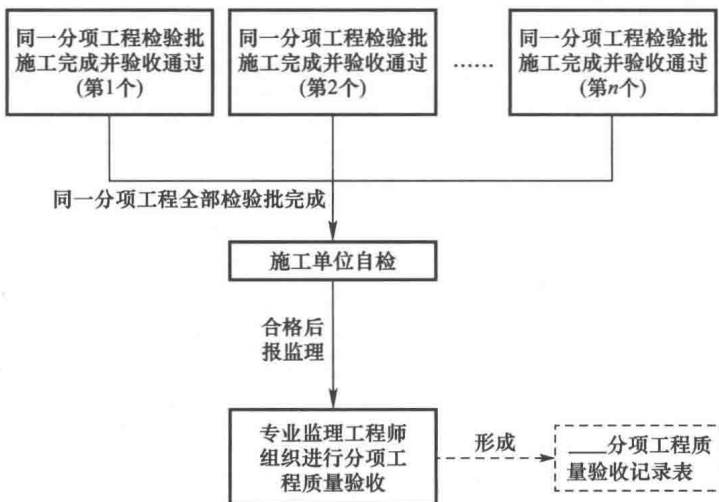 同一分项工程检验批
施工完成并验收通过
(第1个)
同一分项工程检验批
施工完成并验收通过
(第2个)
……
同一分项工程检验批
施工完成并验收通过
(第n个)
同一分项工程全部检验批完成
施工单位自检
合格后
报监理
专业监理工程师
组织进行分项工
程质量验收
形成
___分项工程质
量验收记录表